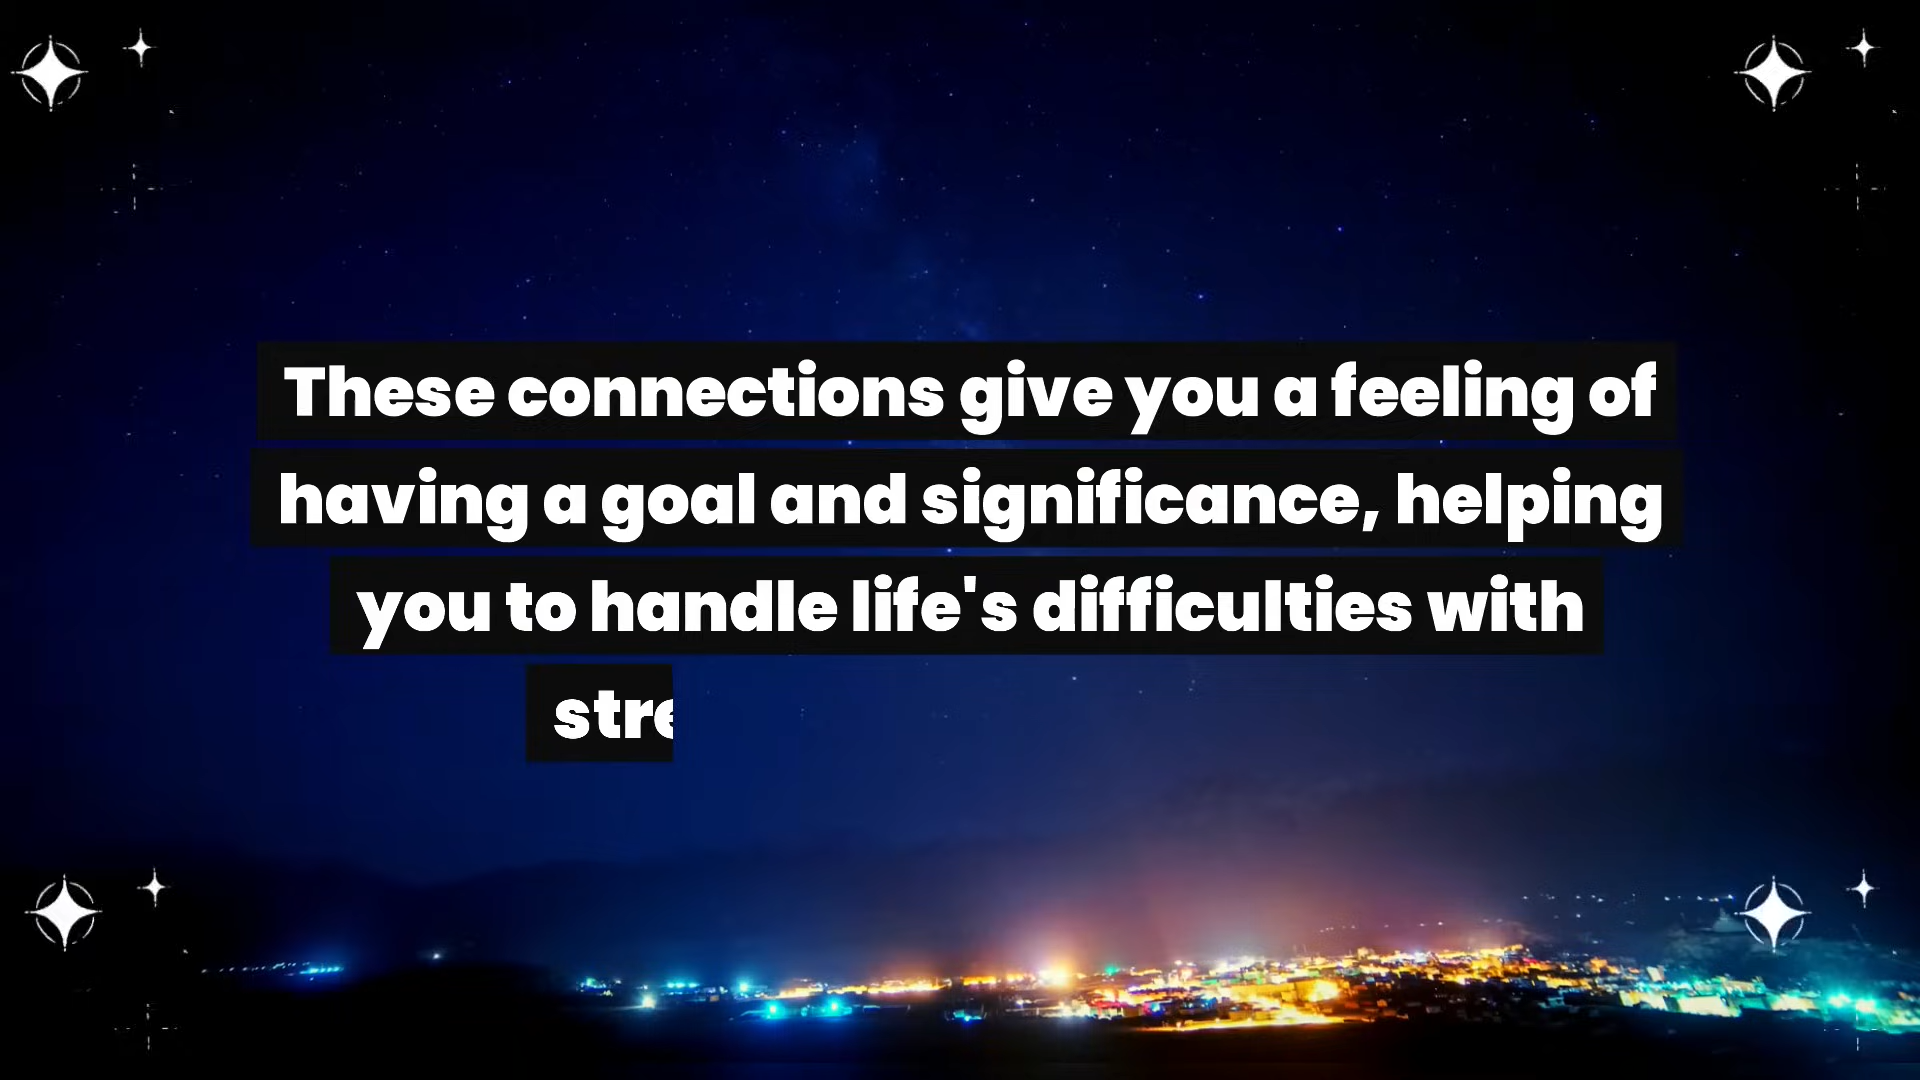 These connections give you a feeling of
having a goal and significance, helping
you to handle life's difficulties with